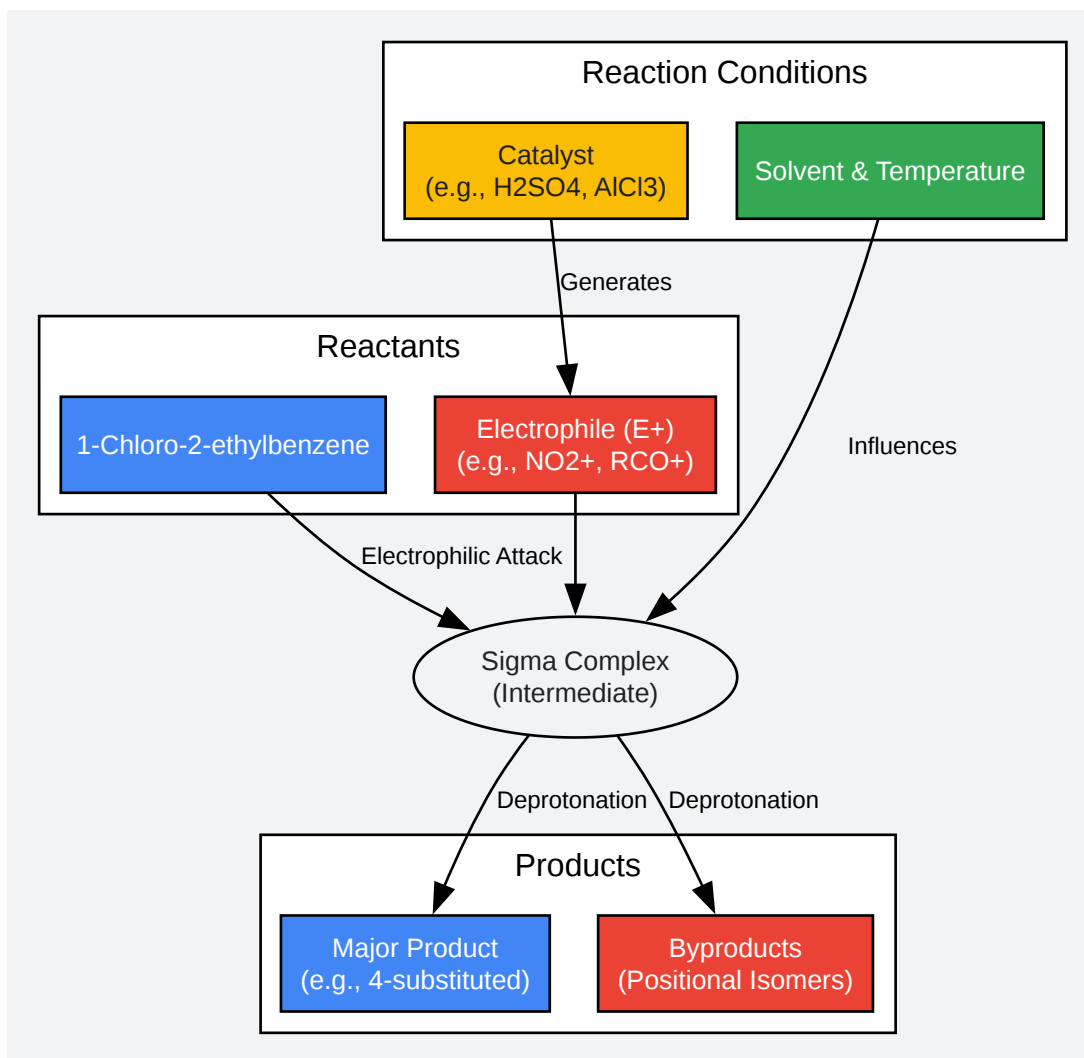 Reaction Conditions
Catalyst
(e.g., H2SO4, AlCl3)
Solvent & Temperature
Generates
Reactants
1-Chloro-2-ethylbenzene
Electrophile (E+)
(e.g., NO2+, RCO+)
Influences
Electrophilic Attack
Sigma Complex
(Intermediate)
Deprotonation
Deprotonation
Products
Major Product
(e.g., 4-substituted)
Byproducts
(Positional Isomers)